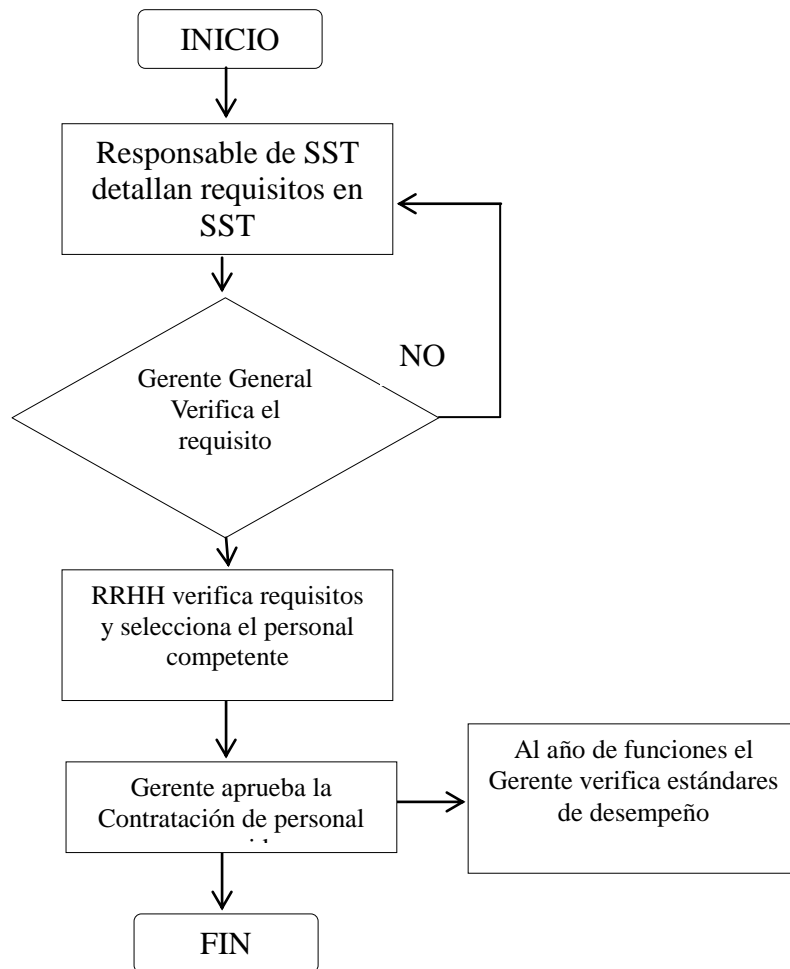 INICIO
Responsable de SST
detallan requisitos en
SST
NO
Gerente General
Verifica el
requisito
RRHH verifica requisitos
y selecciona el personal
competente
Gerente aprueba la
Contratación de personal
Al año de funciones el
Gerente verifica estándares
de desempeño
FIN